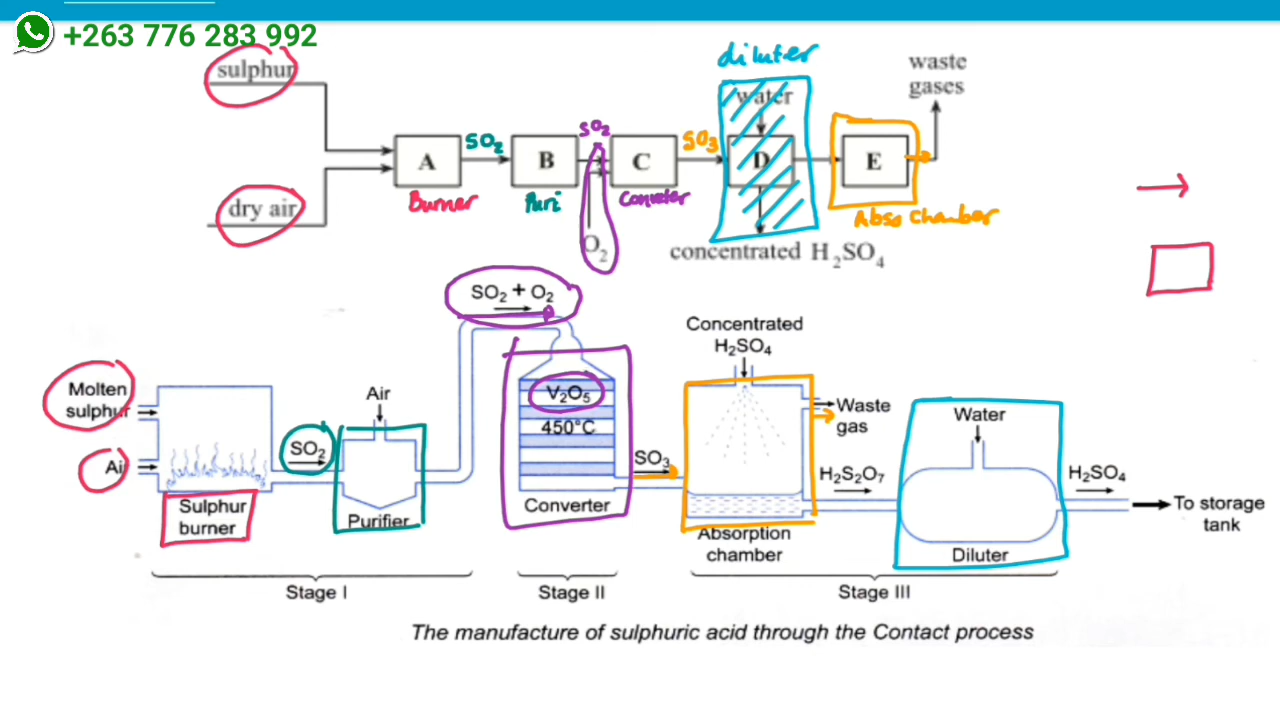 +263 776 283 992
diluter
sulphur
waste
gases
water
SO₂
SO₂
SO₃
A
B
C
D
E
Burner
Puri
Conveter
dry air
Abso Chamber
O₂
concentrated H₂SO₄
SO₂ + O₂
Concentrated
H₂SO₄
Molten
sulphur
Air
V₂O₅
Waste
gas
Water
450°C
Ai
SO₂
SO₃
H₂S₂O₇
H₂SO₄
Sulphur
burner
Purifier
Converter
To storage
tank
Absorption
chamber
Diluter
Stage I
Stage II
Stage III
The manufacture of sulphuric acid through the Contact process